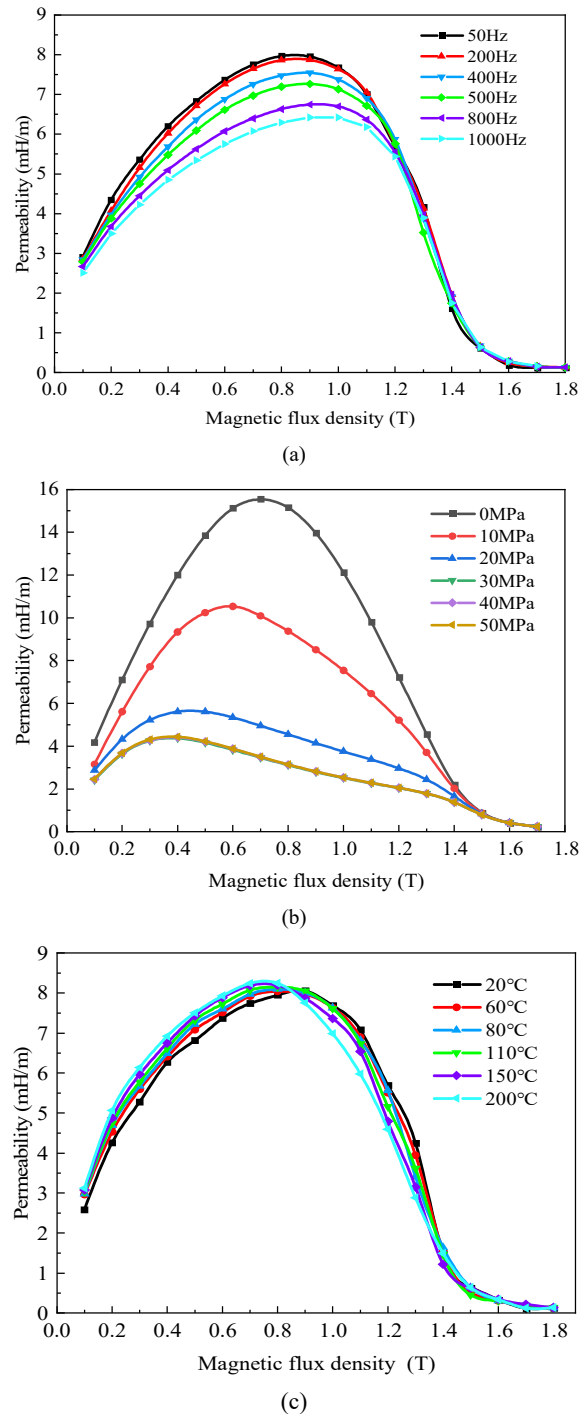 9
8
7
6
5
4
3
2
1
0
Permeability (mH/m)
50Hz
200Hz
400Hz
500Hz
800Hz
1000Hz
0.0 0.2 0.4 0.6 0.8 1.0 1.2 1.4 1.6 1.8
Magnetic flux density (T)
(a)
16
14
12
10
8
6
4
2
0
Permeability (mH/m)
0MPa
10MPa
20MPa
30MPa
40MPa
50MPa
0.0 0.2 0.4 0.6 0.8 1.0 1.2 1.4 1.6 1.8
Magnetic flux density (T)
(b)
9
8
7
6
5
4
3
2
1
0
Permeability (mH/m)
20°C
60°C
80°C
110°C
150°C
200°C
0.0 0.2 0.4 0.6 0.8 1.0 1.2 1.4 1.6 1.8
Magnetic flux density (T)
(c)